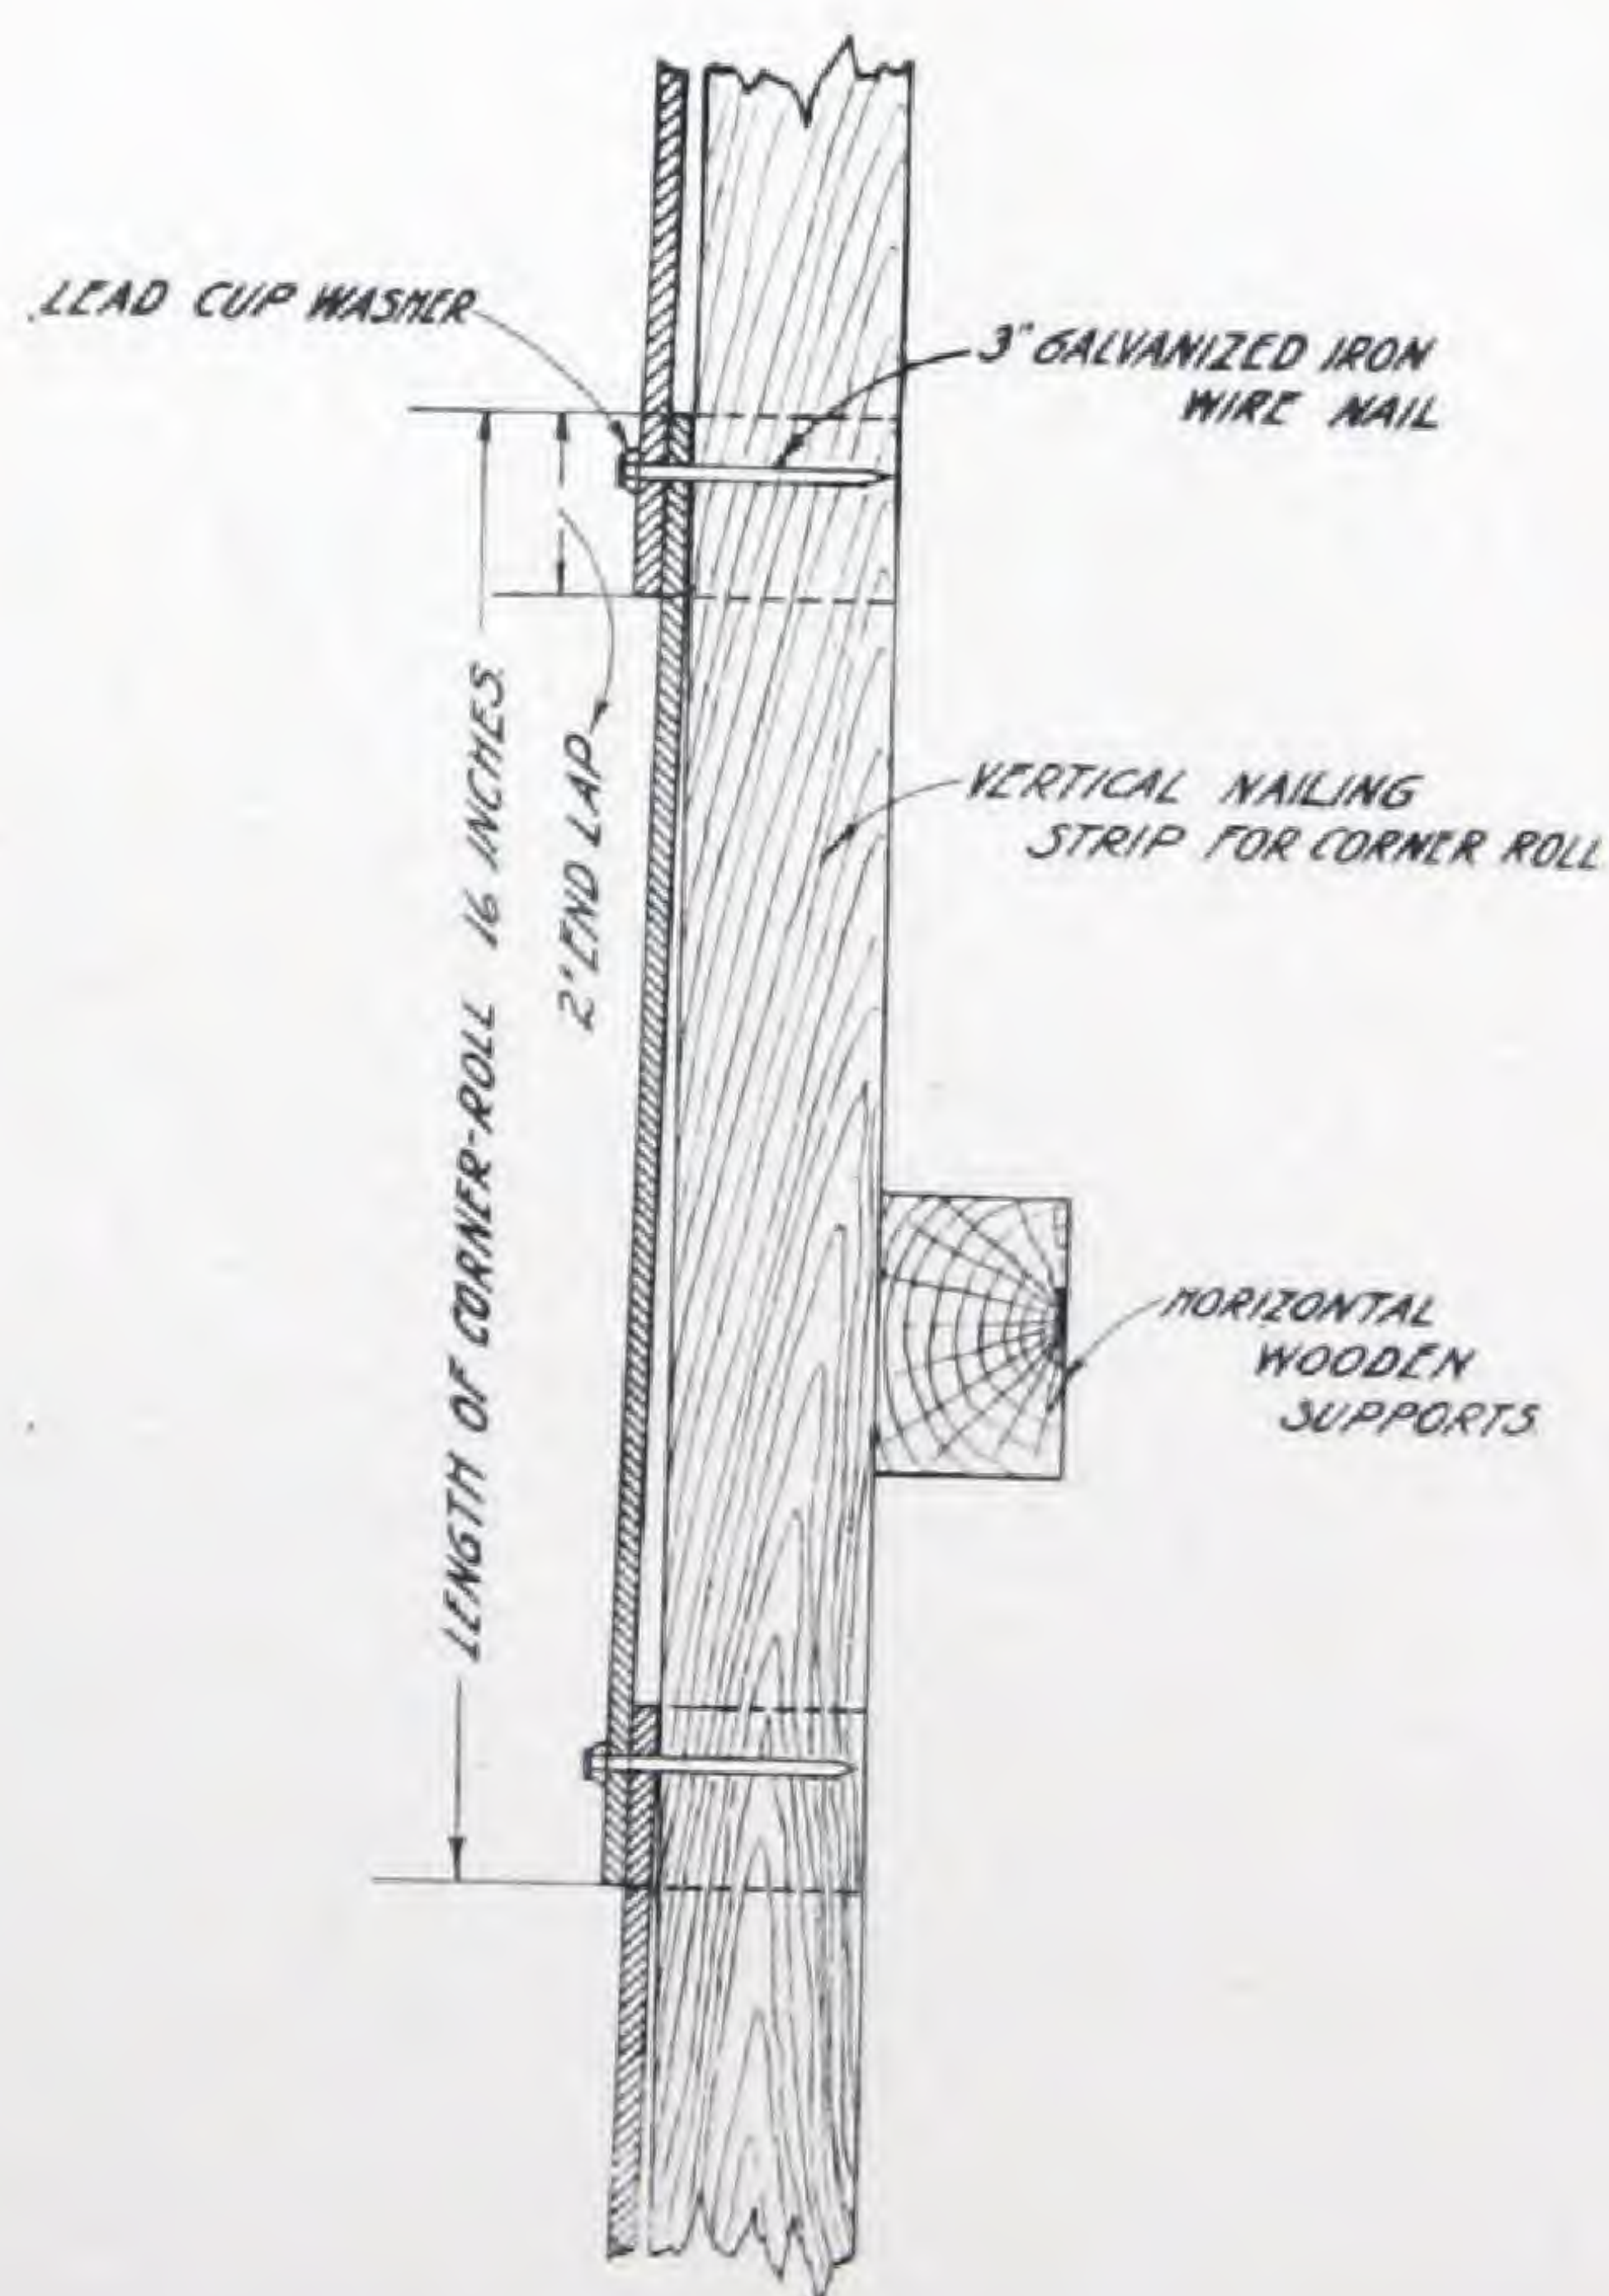 LEAD CUP WASHER
3" GALVANIZED IRON
WIRE NAIL
LENGTH OF CORNER-ROLL 16 INCHES
2" END LAP
VERTICAL NAILING
STRIP FOR CORNER ROLL
HORIZONTAL
WOODEN
SUPPORTS